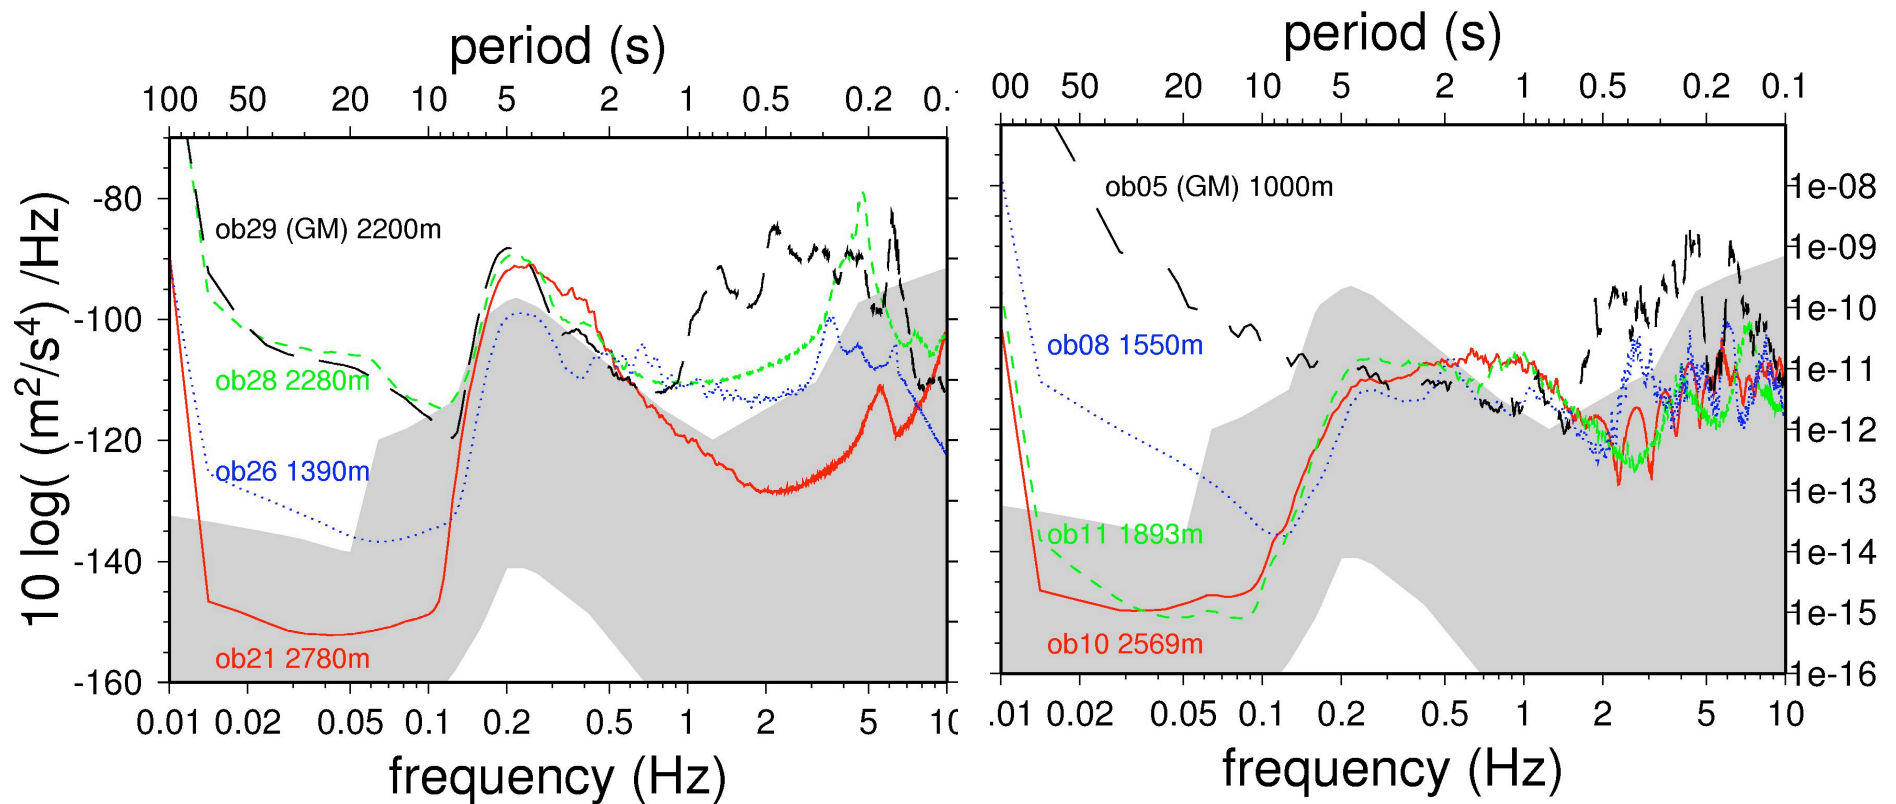 period (s)
100 50 20 10 5 2 1 0.5 0.2 0.1
10 log( (m2/s4) /Hz)
-80
-100
-120
-140
-160
ob29 (GM) 2200m
ob28 2280m
ob26 1390m
ob21 2780m
0.01 0.02 0.05 0.1 0.2 0.5 1 2 5 10
frequency (Hz)
period (s)
00 50 20 10 5 2 1 0.5 0.2 0.1
ob05 (GM) 1000m
ob08 1550m
ob11 1893m
ob10 2569m
1e-08
1e-09
1e-10
1e-11
1e-12
1e-13
1e-14
1e-15
1e-16
.01 0.02 0.05 0.1 0.2 0.5 1 2 5 10
frequency (Hz)